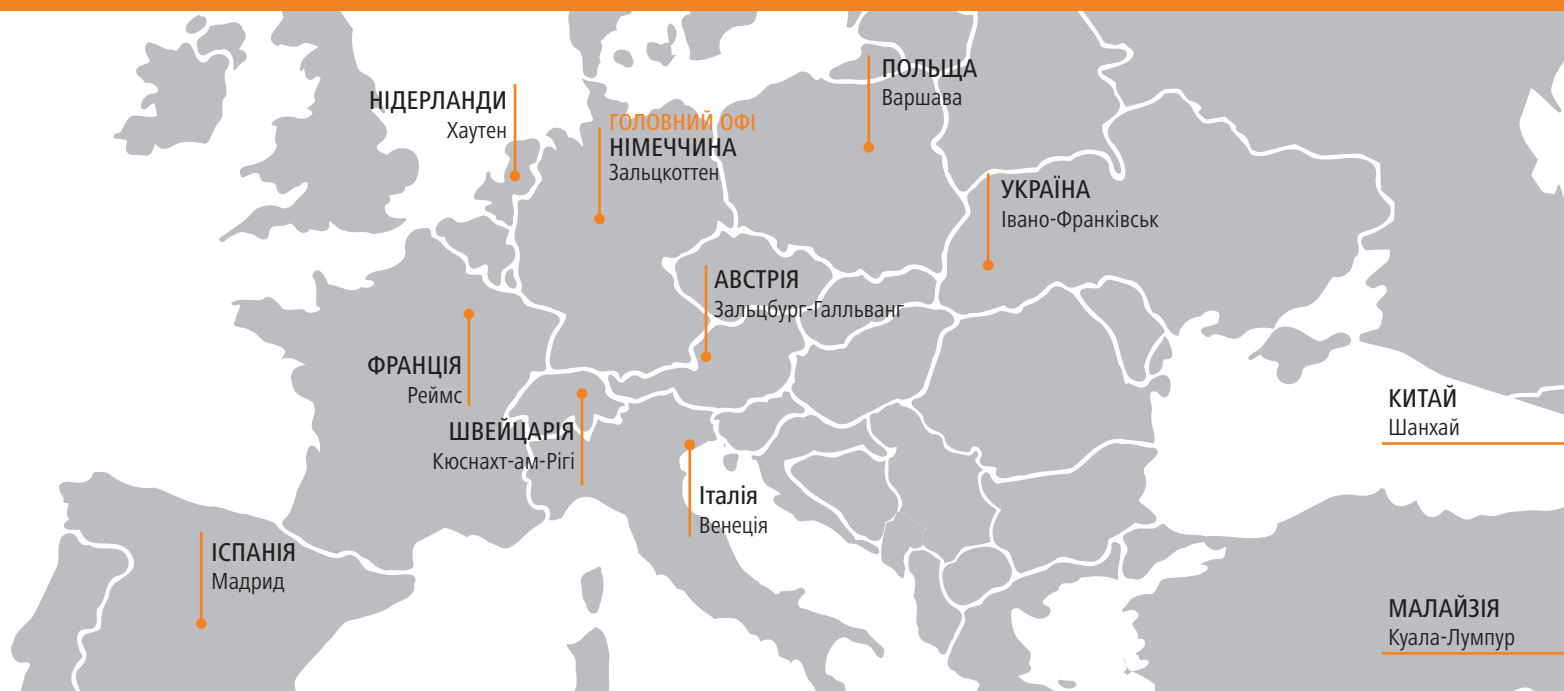 ПОЛЬЩА
Варшава
НІДЕРЛАНДИ
Хаутен
ГОЛОВНИЙ ОФІ
НІМЕЧЧИНА
Зальцкоттен
УКРАЇНА
Івано-Франківськ
АВСТРІЯ
Зальцбург-Галльванг
ФРАНЦІЯ
Реймс
ШВЕЙЦАРІЯ
Кюснахт-ам-Рігі
КИТАЙ
Шанхай
Італія
Венеція
ІСПАНІЯ
Мадрид
МАЛАЙЗІЯ
Куала-Лумпур